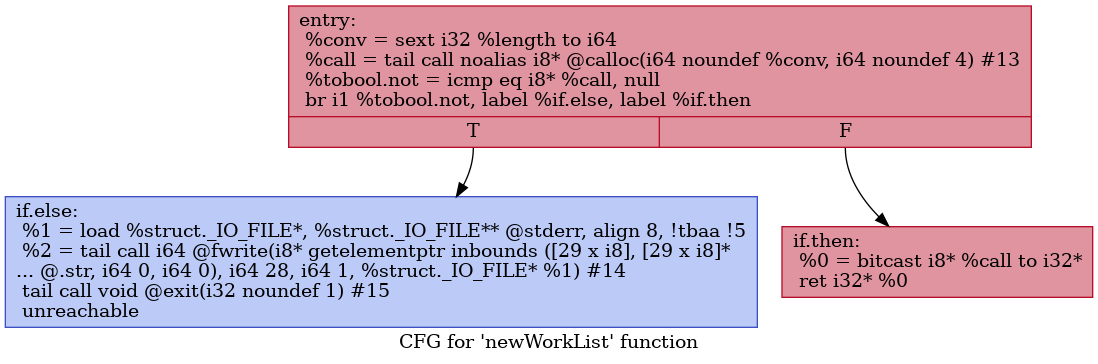 entry:
%conv = sext i32 %length to i64
%call = tail call noalias i8* @calloc(i64 noundef %conv, i64 noundef 4) #13
%tobool.not = icmp eq i8* %call, null
br i1 %tobool.not, label %if.else, label %if.then
T
F
if.else:
%1 = load %struct._IO_FILE*, %struct._IO_FILE** @stderr, align 8, !tbaa !5
%2 = tail call i64 @fwrite(i8* getelementptr inbounds ([29 x i8], [29 x i8]*
... @.str, i64 0, i64 0), i64 28, i64 1, %struct._IO_FILE* %1) #14
tail call void @exit(i32 noundef 1) #15
unreachable
if.then:
%0 = bitcast i8* %call to i32*
ret i32* %0
CFG for 'newWorkList' function